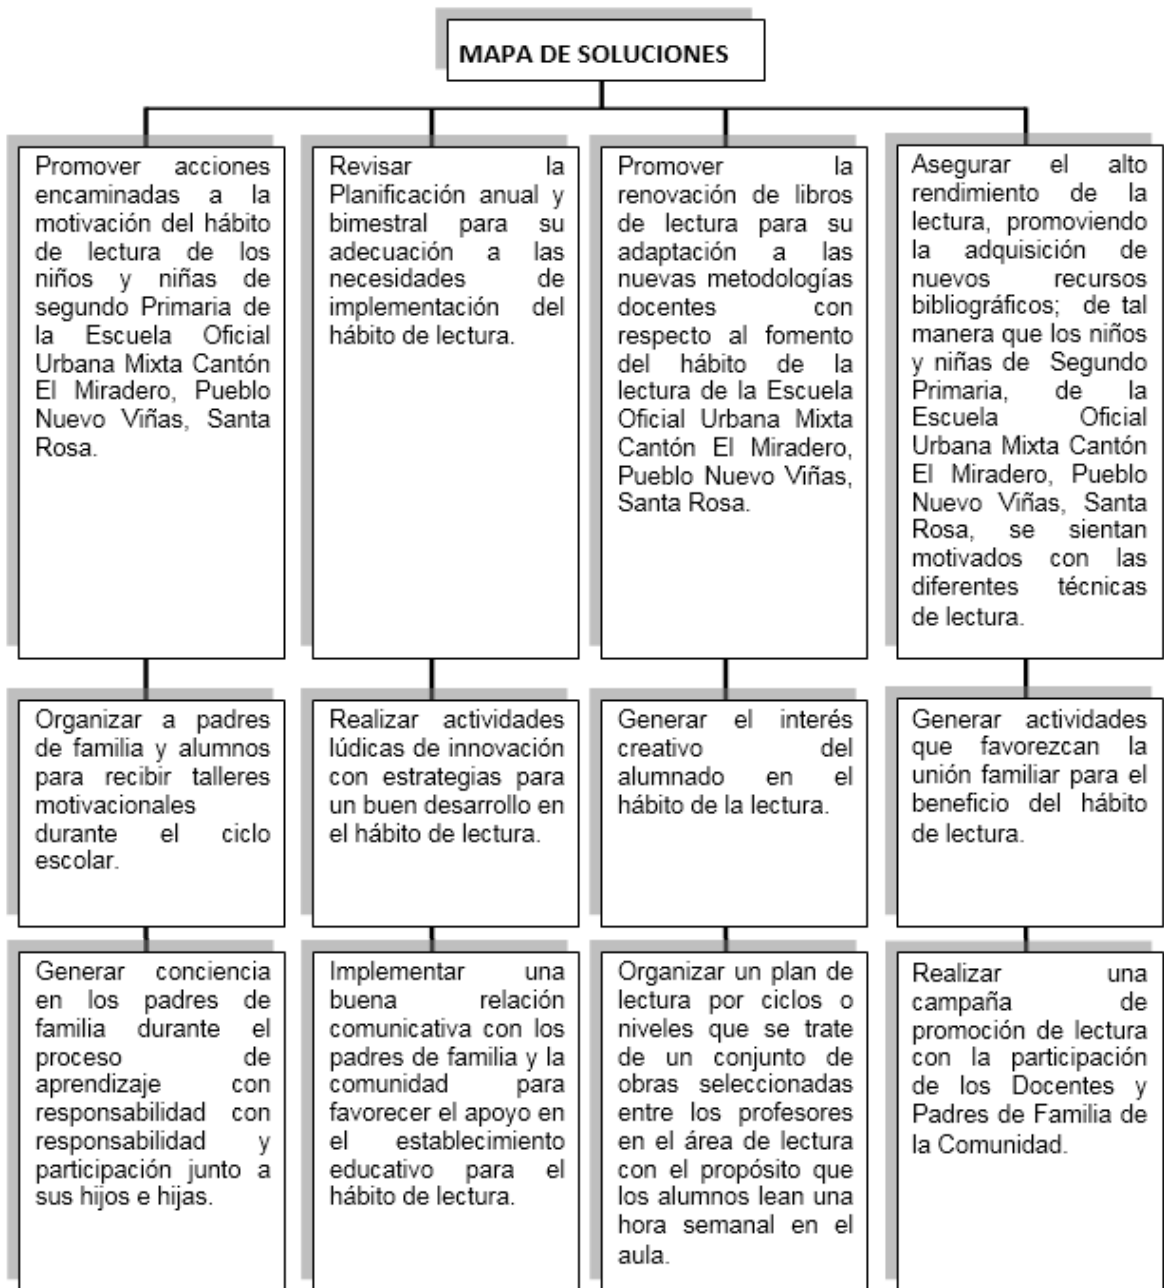 MAPA DE SOLUCIONES
Promover acciones
encaminadas a la
motivación del hábito
de lectura de los
niños y niñas de
segundo Primaria de
la Escuela Oficial
Urbana Mixta Cantón
El Miradero, Pueblo
Nuevo Viñas, Santa
Rosa.
Revisar la
Planificación anual y
bimestral para su
adecuación a las
necesidades de
implementación del
hábito de lectura.
Promover la
renovación de libros
de lectura para su
adaptación a las
nuevas metodologías
docentes con
respecto al fomento
del hábito de la
lectura de la Escuela
Oficial Urbana Mixta
Cantón El Miradero,
Pueblo Nuevo Viñas,
Santa Rosa.
Asegurar el alto
rendimiento de la
lectura, promoviendo
la adquisición de
nuevos recursos
bibliográficos; de tal
manera que los niños
y niñas de Segundo
Primaria, de la
Escuela Oficial
Urbana Mixta Cantón
El Miradero, Pueblo
Nuevo Viñas, Santa
Rosa, se sientan
motivados con las
diferentes técnicas
de lectura.
Organizar a padres
de familia y alumnos
para recibir talleres
motivacionales
durante el ciclo
escolar.
Realizar actividades
lúdicas de innovación
con estrategias para
un buen desarrollo en
el hábito de lectura.
Generar el interés
creativo del
alumnado en el
hábito de la lectura.
Generar actividades
que favorezcan la
unión familiar para el
beneficio del hábito
de lectura.
Generar conciencia
en los padres de
familia durante el
proceso de
aprendizaje con
responsabilidad con
responsabilidad y
participación junto a
sus hijos e hijas.
Implementar una
buena relación
comunicativa con los
padres de familia y la
comunidad para
favorecer el apoyo en
el establecimiento
educativo para el
hábito de lectura.
Organizar un plan de
lectura por ciclos o
niveles que se trate
de un conjunto de
obras seleccionadas
entre los profesores
en el área de lectura
con el propósito que
los alumnos lean una
hora semanal en el
aula.
Realizar una
campaña de
promoción de lectura
con la participación
de los Docentes y
Padres de Familia de
la Comunidad.